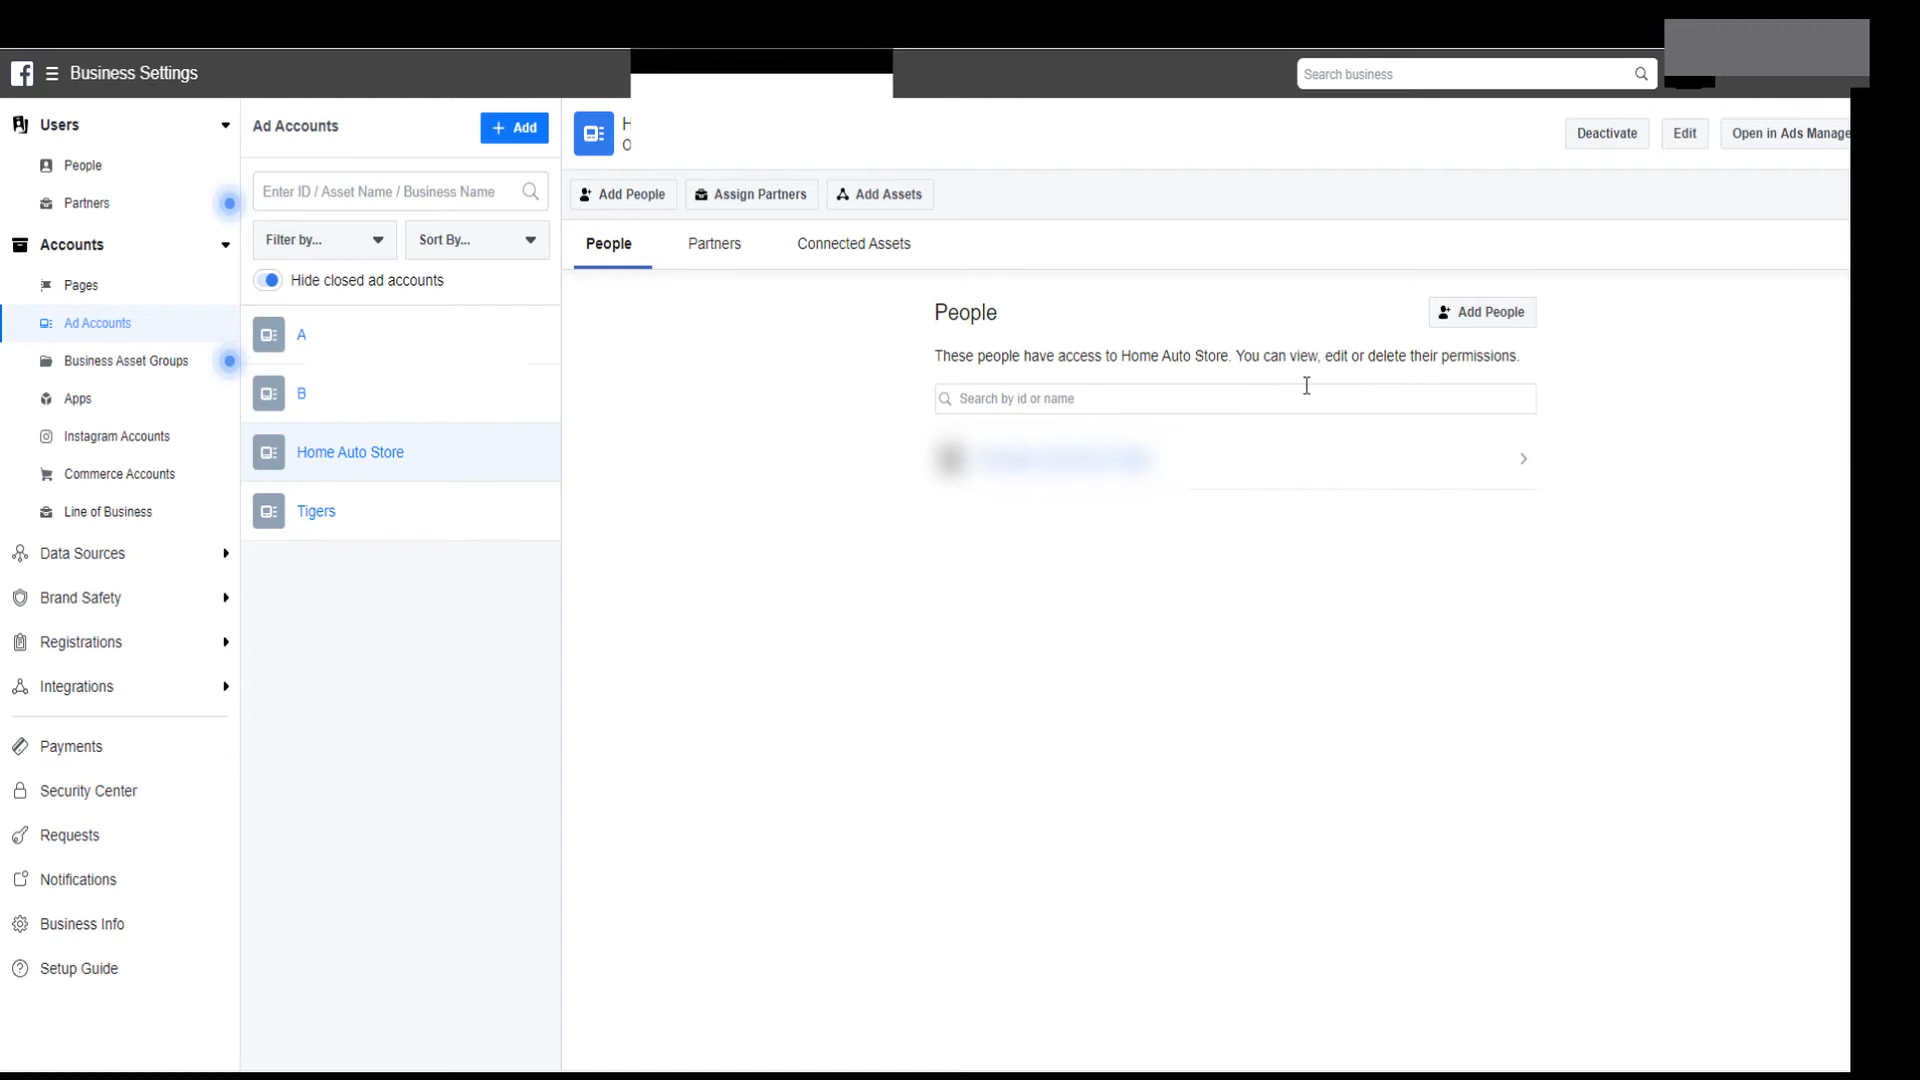 Business Settings
Search business
Users
People
Partners
Accounts
Pages
Ad Accounts
Business Asset Groups
Apps
Instagram Accounts
Commerce Accounts
Line of Business
Data Sources
Brand Safety
Registrations
Integrations
Payments
Security Center
Requests
Notifications
Business Info
Setup Guide
Ad Accounts
+ Add
Enter ID / Asset Name / Business Name
Filter by...
Sort By...
Hide closed ad accounts
A
B
Home Auto Store
Tigers
Deactivate
Edit
Open in Ads Manage
Add People
Assign Partners
Add Assets
People
Partners
Connected Assets
People
Add People
These people have access to Home Auto Store. You can view, edit or delete their permissions.
Search by id or name